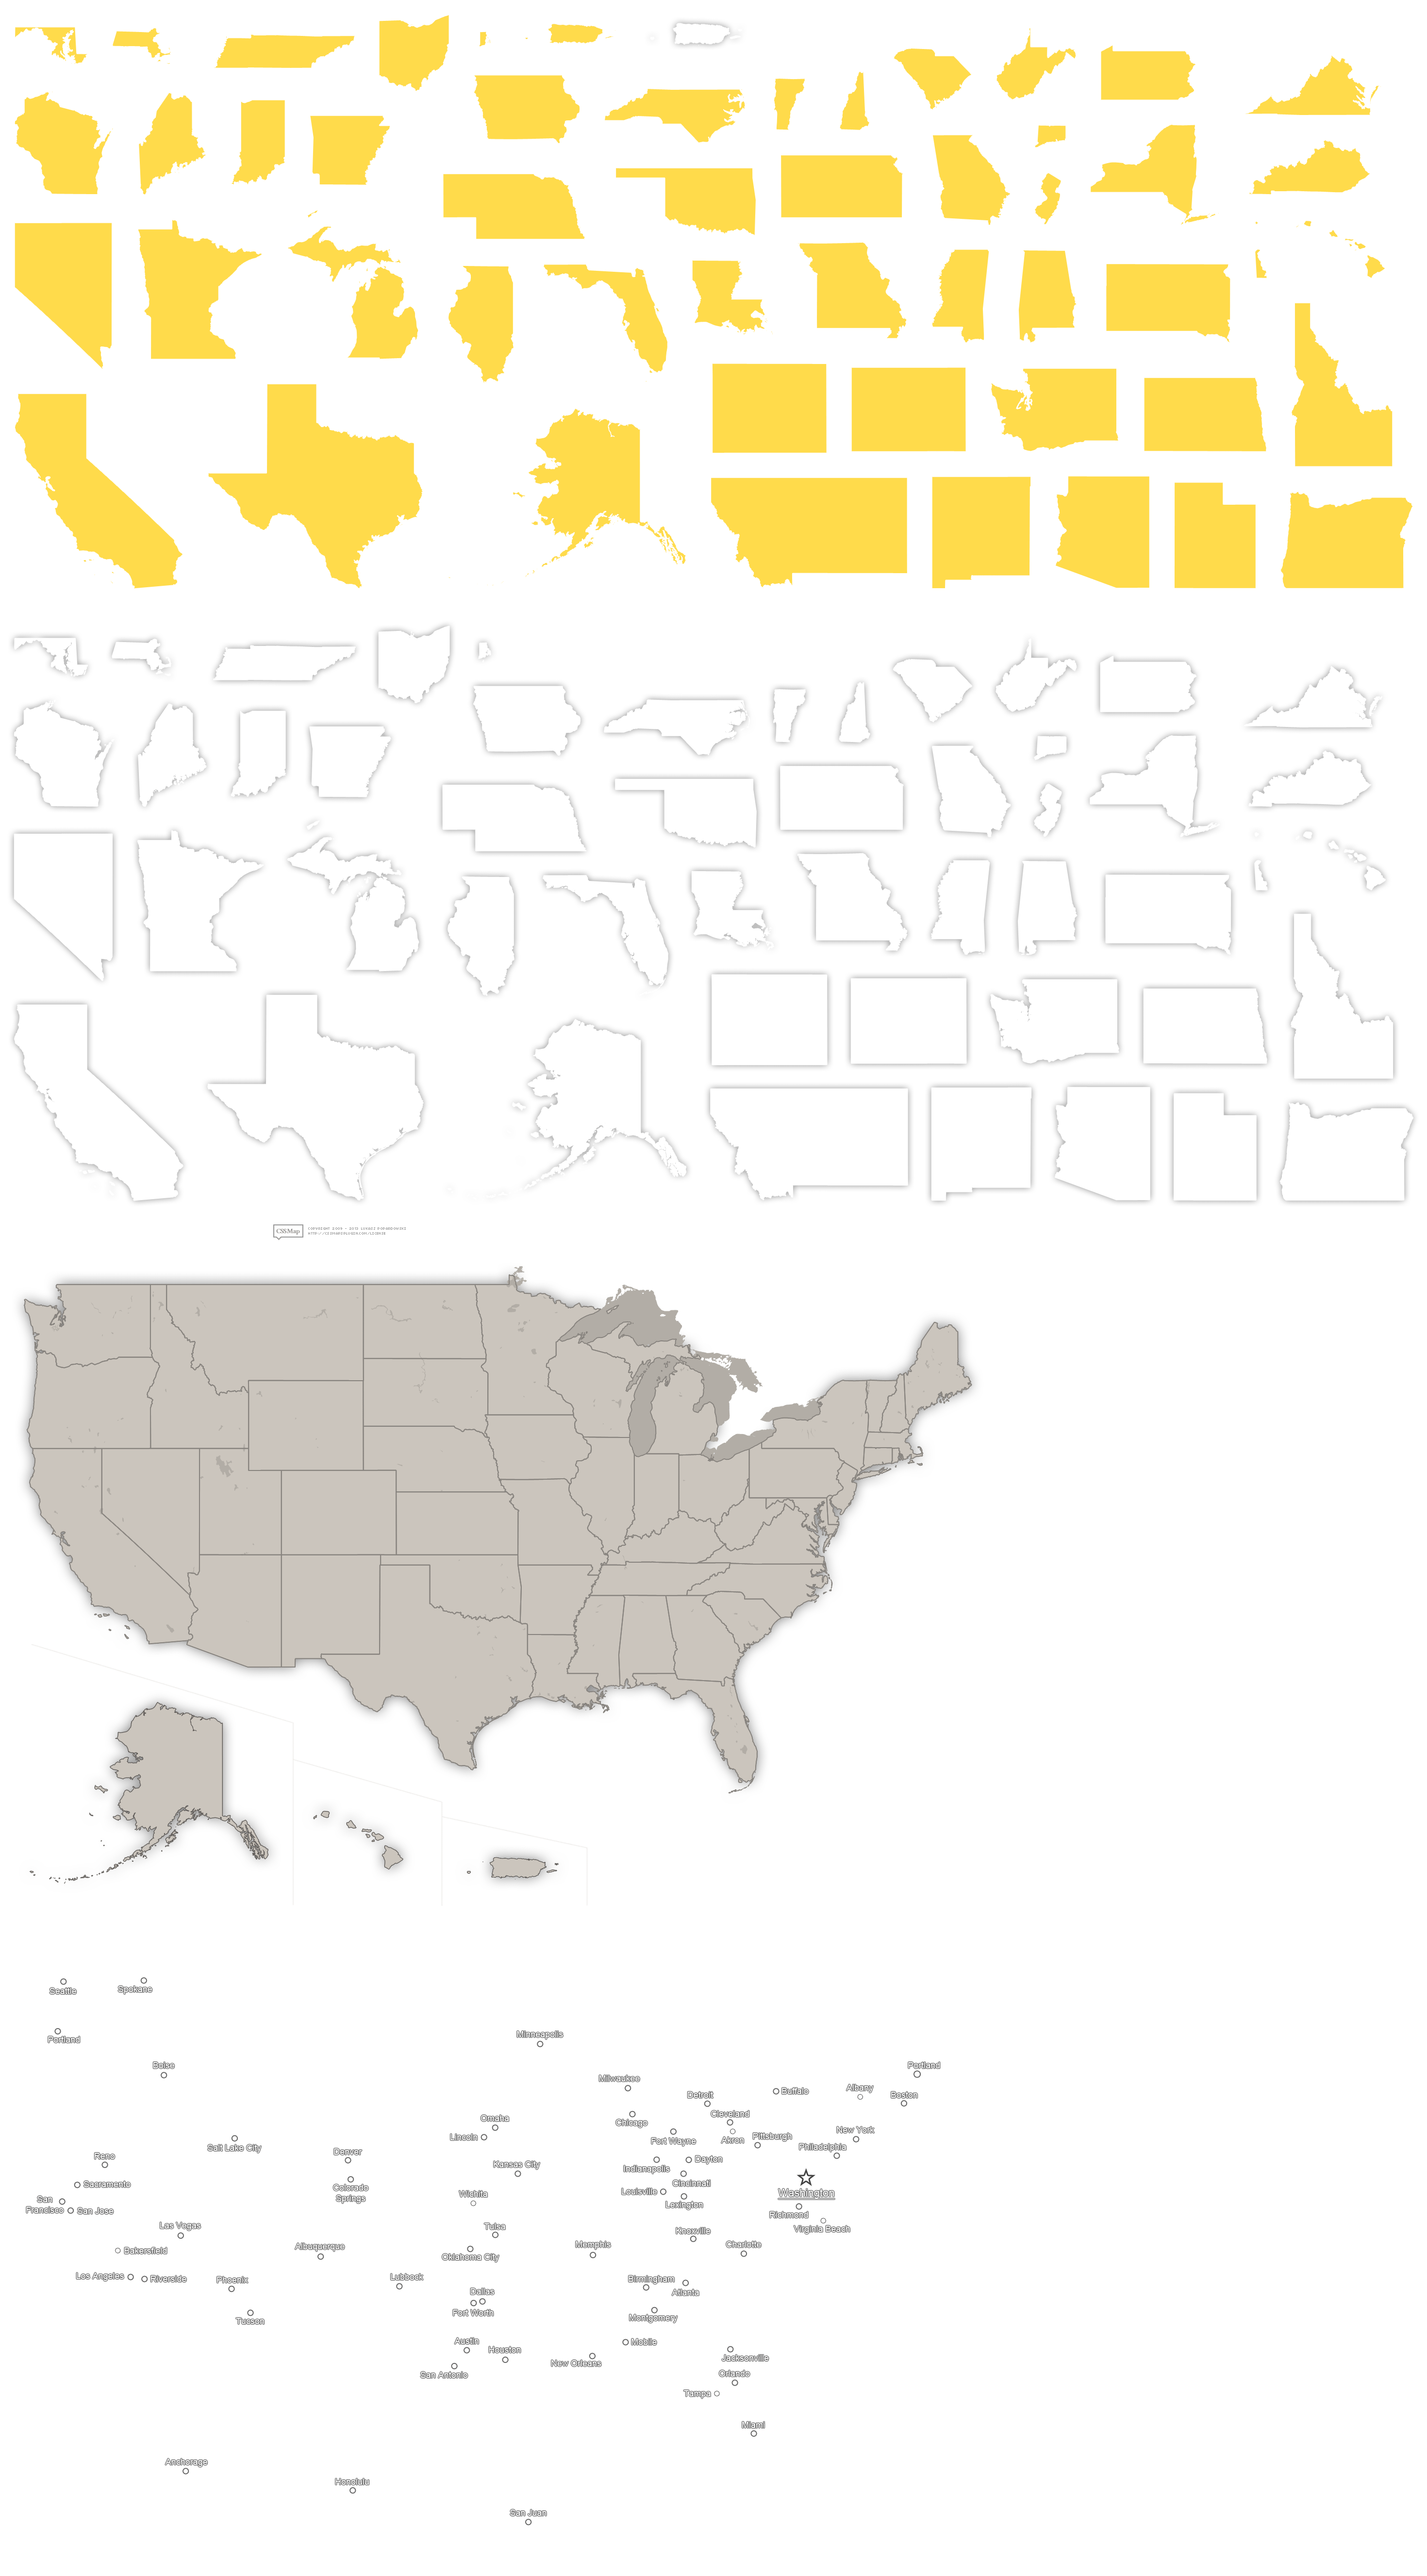 CSSMap
COPYRIGHT
Seattle
Spokane
Portland
Minneapolis
Boise
Portland
Milwaukee
Albany
Buffalo
Detroit
Boston
Cleveland
Omaha
Chicago
New York
Pittsburgh
Lincoln
Akron
Fort Wayne
Philadelphia
Salt Lake City
Denver
Reno
Dayton
Kansas City
Indianapolis
Sacramento
Cincinnati
Colorado
Springs
Louisville
Washington
Wichita
San
Francisco
San Jose
Lexington
Richmond
Las Vegas
Tulsa
Virginia Beach
Knoxville
Memphis
Charlotte
Albuquerque
Bakersfield
Oklahoma City
Los Angeles
Riverside
Phoenix
Lubbock
Birmingham
Dallas
Atlanta
Fort Worth
Montgomery
Tucson
Austin
Mobile
Houston
Jacksonville
New Orleans
San Antonio
Orlando
Tampa
Miami
Anchorage
Honolulu
San Juan